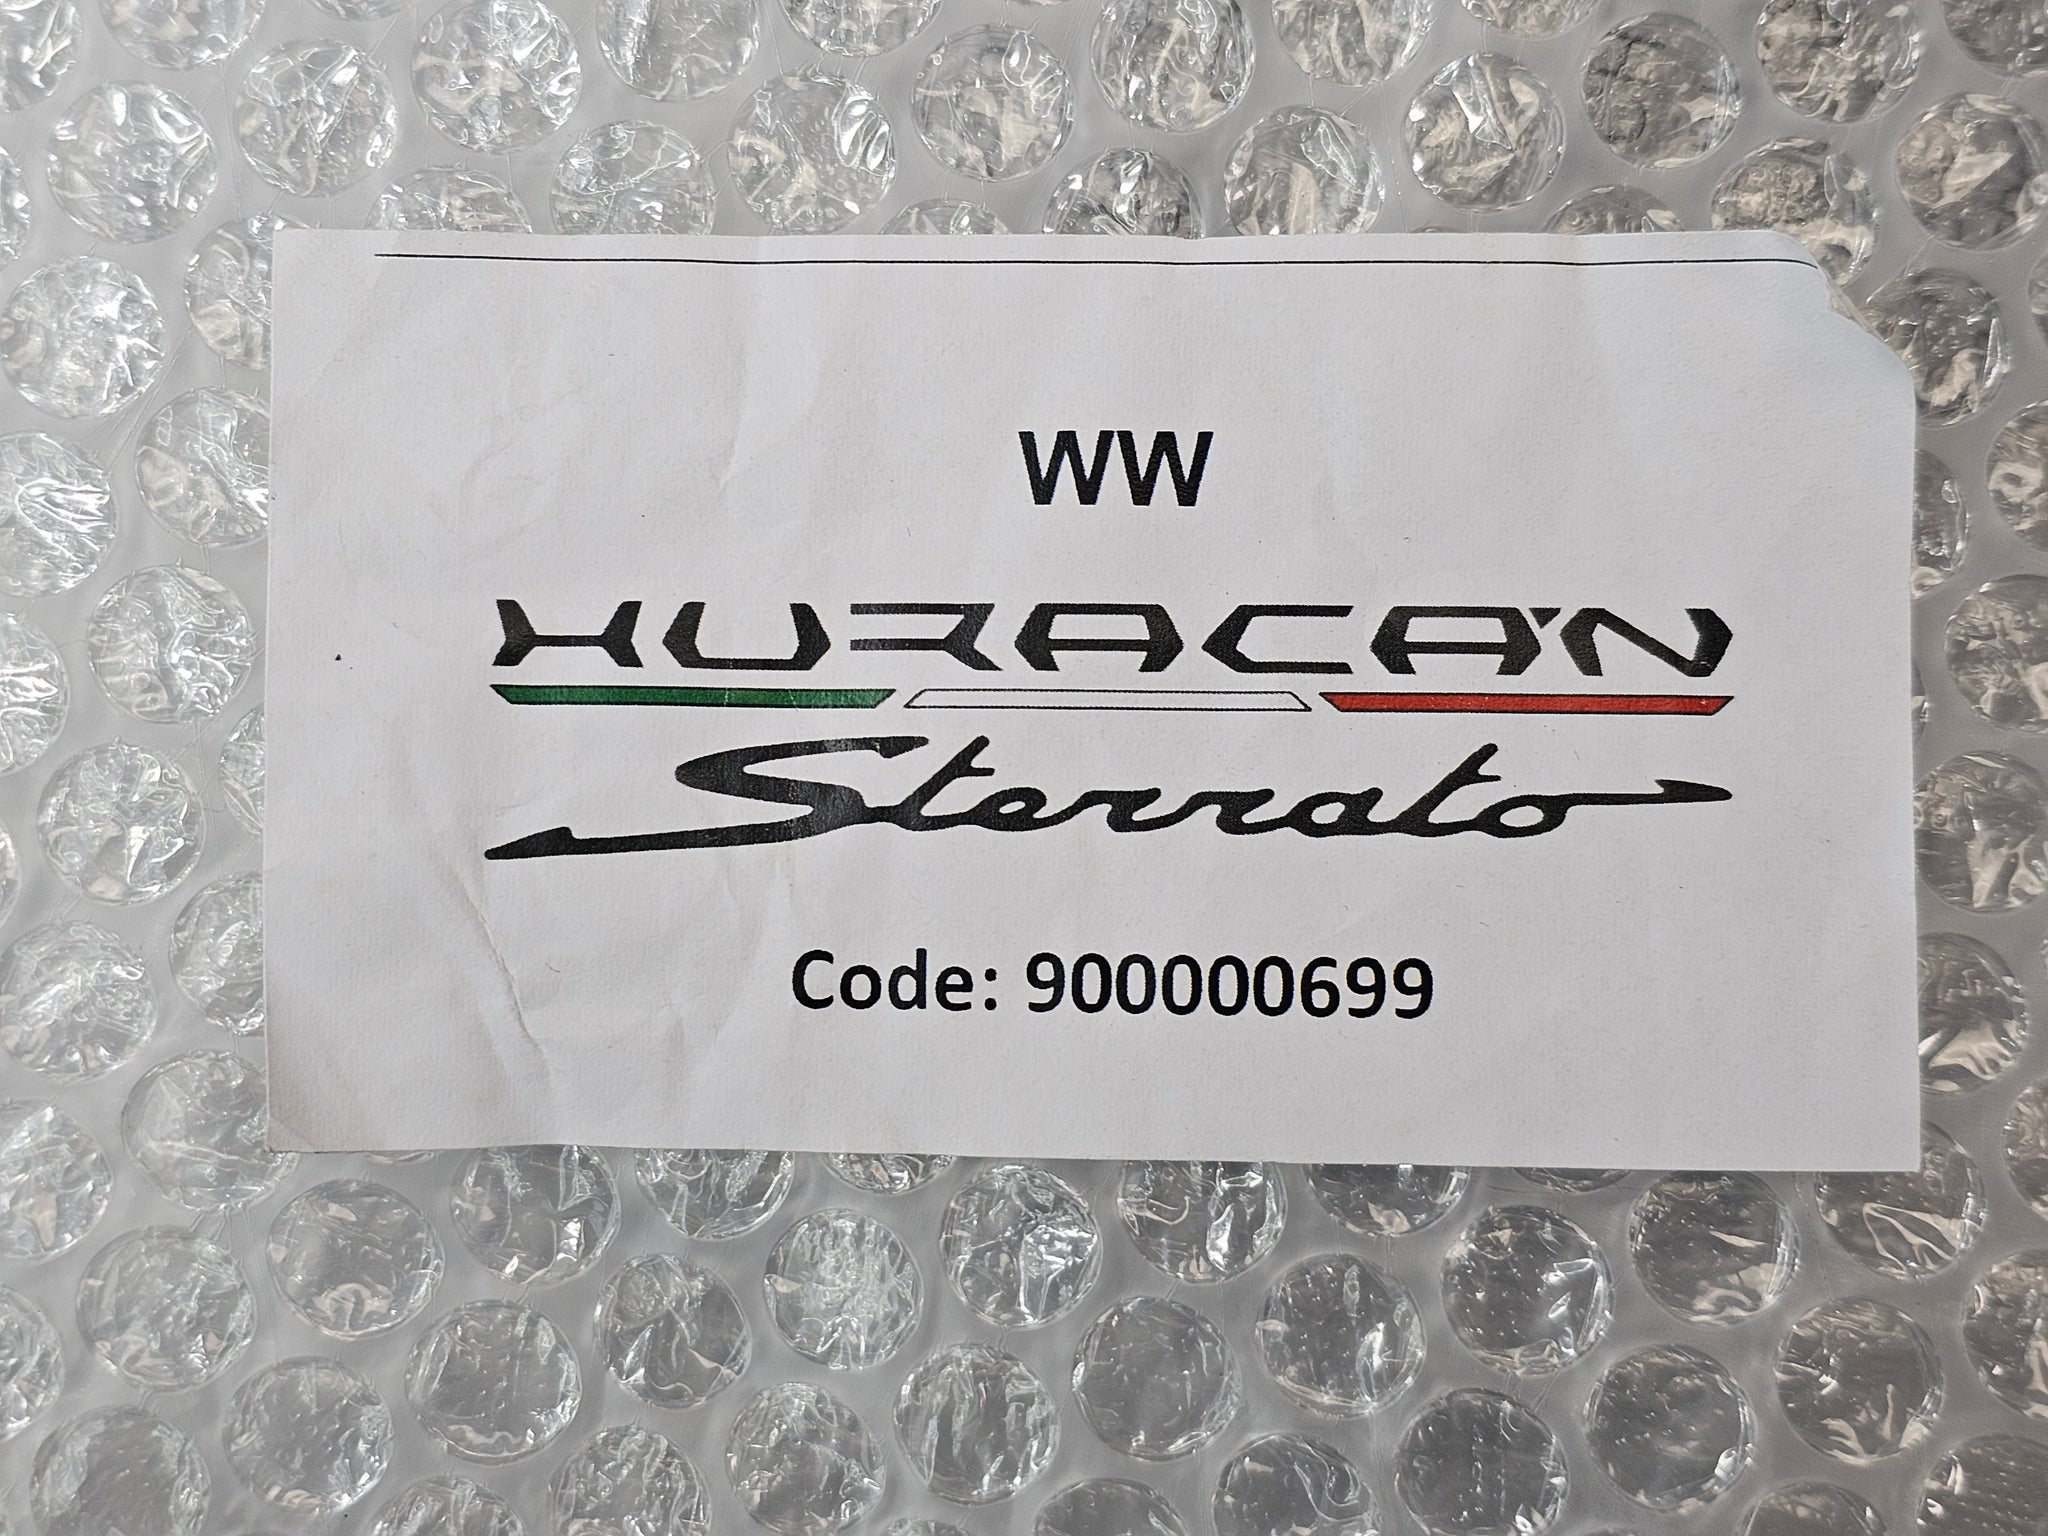 WW
HURACÁN
Sterrato
Code: 900000699